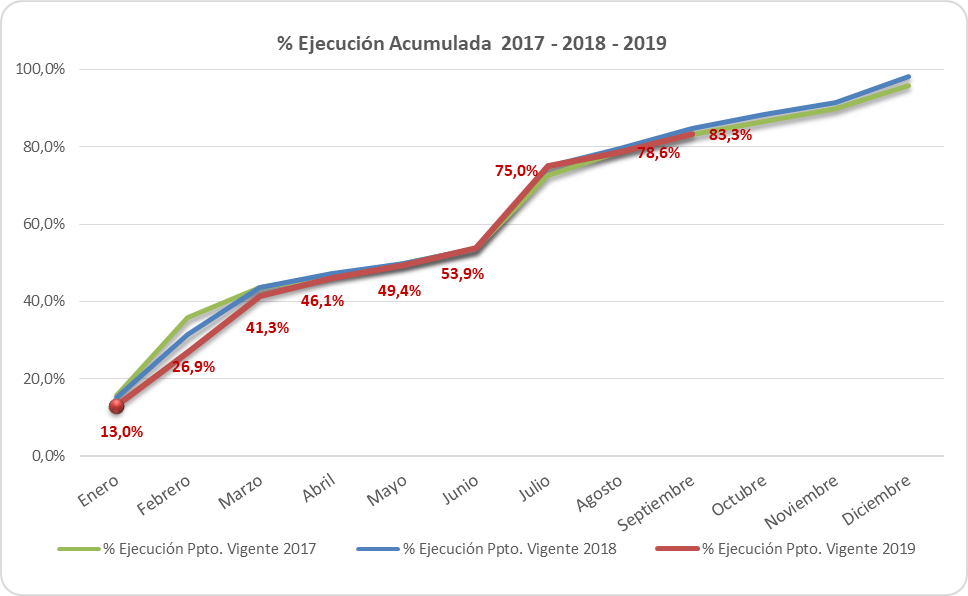 % Ejecución Acumulada 2017 - 2018 - 2019
100,0%
80,0%
60,0%
40,0%
20,0%
0,0%
13,0%
26,9%
41,3%
46,1%
49,4%
53,9%
75,0%
78,6%
83,3%
Enero
Febrero
Marzo
Abril
Mayo
Junio
Julio
Agosto
Septiembre
Octubre
Noviembre
Diciembre
% Ejecución Ppto. Vigente 2017
% Ejecución Ppto. Vigente 2018
% Ejecución Ppto. Vigente 2019